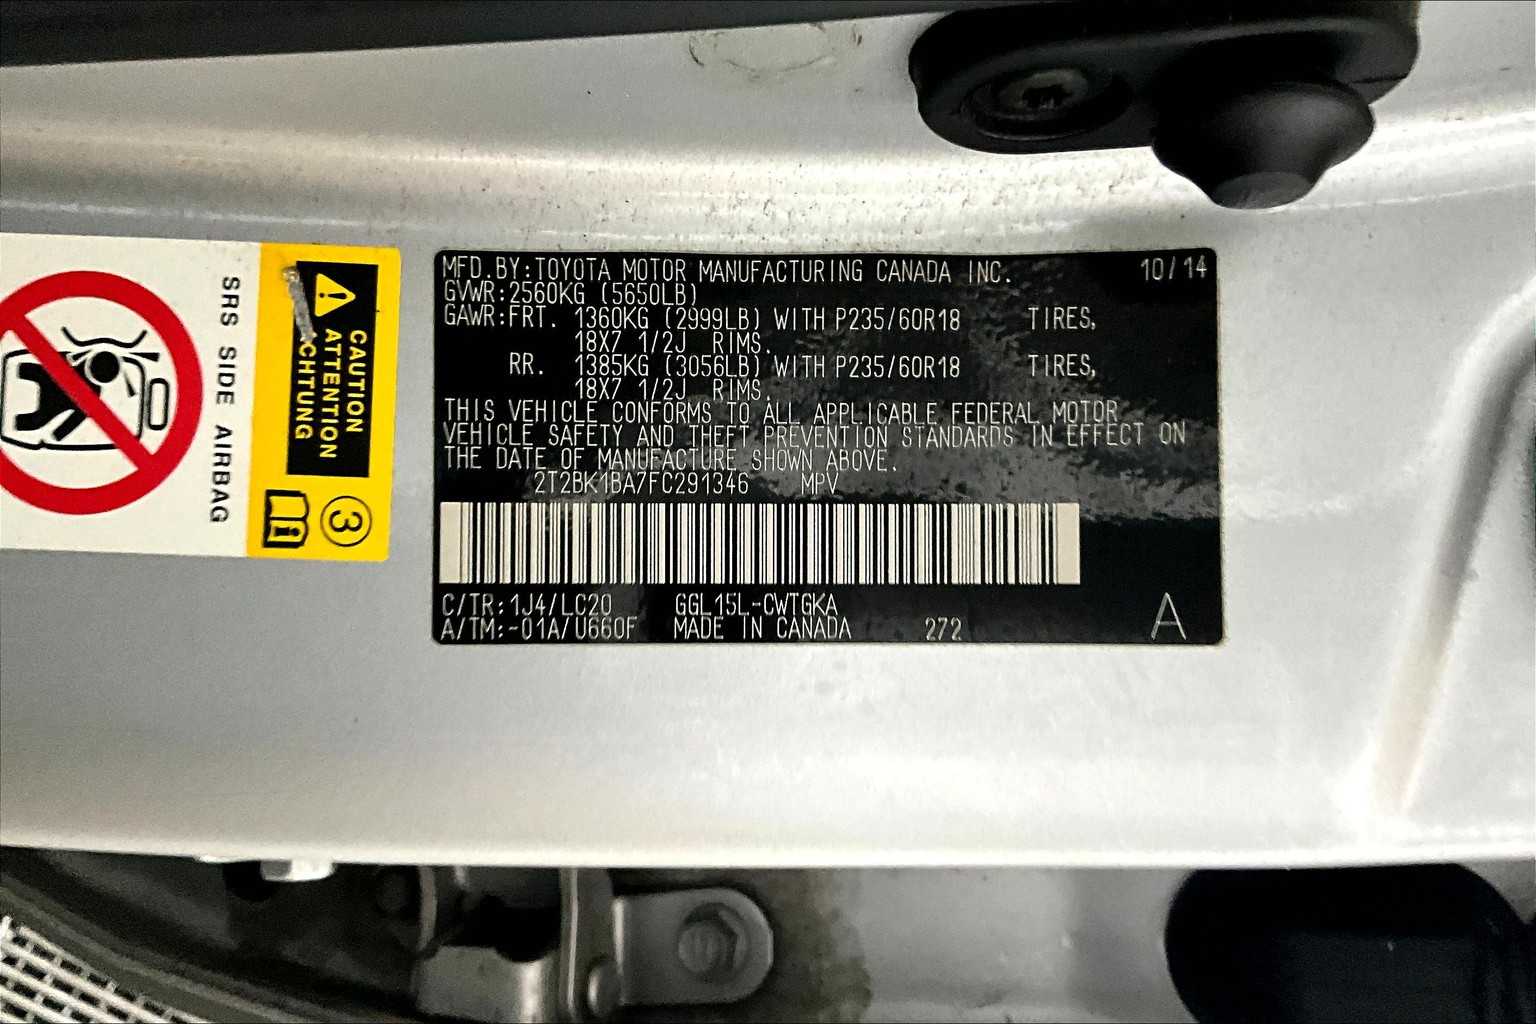 MFD.BY:TOYOTA MOTOR MANUFACTURING CANADA INC. 10/14
GVWR:2560KG (5650LB)
GAWR:FRT. 1360KG (2999LB) WITH P235/60R18 TIRES,
18X7 1/2J RIMS.
RR. 1385KG (3056LB) WITH P235/60R18 TIRES,
18X7 1/2J RIMS.
THIS VEHICLE CONFORMS TO ALL APPLICABLE FEDERAL MOTOR
VEHICLE SAFETY AND THEFT PREVENTION STANDARDS IN EFFECT ON
THE DATE OF MANUFACTURE SHOWN ABOVE.
2T2BK1BA7FC291346 MPV
C/TR:1J4/LC20 GGL15L-CWTGKA
A/TM:-01A/U660F MADE IN CANADA 272 A
CAUTION
ATTENTION
CHTUNG
3
SRS SIDE AIRBAG